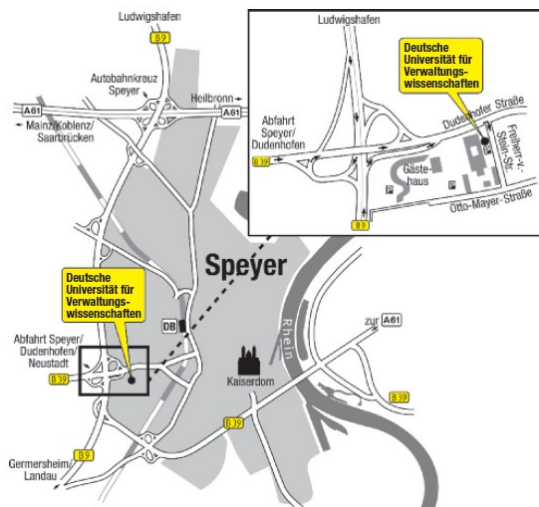 Ludwigshafen
B9
Autobahnkreuz
Speyer
Heilbronn
A61
A61
Mainz/Koblenz/
Saarbrücken
Ludwigshafen
Deutsche
Universität für
Verwaltungs-
wissenschaften
Abfahrt
Speyer/
Dudenhofen
B39
Dudenhofer Straße
Freiherr-v.-
Stein-Str.
Gäste-
haus
P
P
P
Otto-Mayer-Straße
B9
Speyer
Deutsche
Universität für
Verwaltungs-
wissenschaften
DB
Rhein
zur A61
Abfahrt Speyer/
Dudenhofen/
Neustadt
B39
Kaiserdom
B39
B39
B9
Germersheim/
Landau